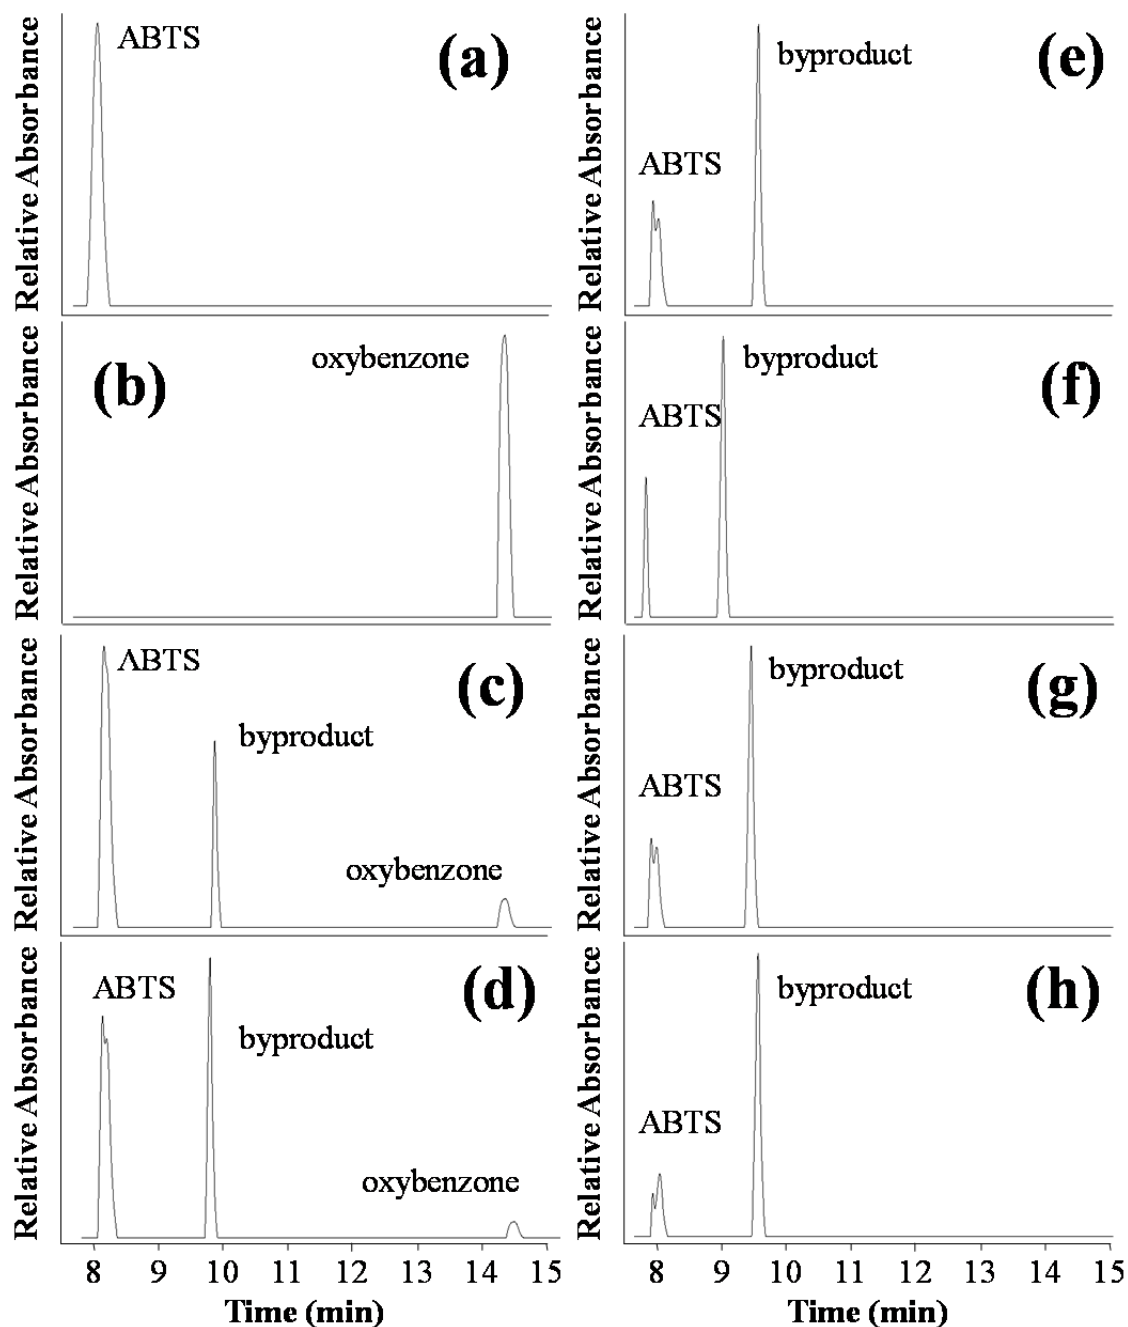 Relative Absorbance
ABTS
(a)
Relative Absorbance
(b)
oxybenzone
Relative Absorbance
ABTS
byproduct
oxybenzone
(c)
Relative Absorbance
ABTS
byproduct
oxybenzone
(d)
8 9 10 11 12 13 14 15
Time (min)
Relative Absorbance
ABTS
byproduct
(e)
Relative Absorbance
ABTS
byproduct
(f)
Relative Absorbance
ABTS
byproduct
(g)
Relative Absorbance
ABTS
byproduct
(h)
8 9 10 11 12 13 14 15
Time (min)